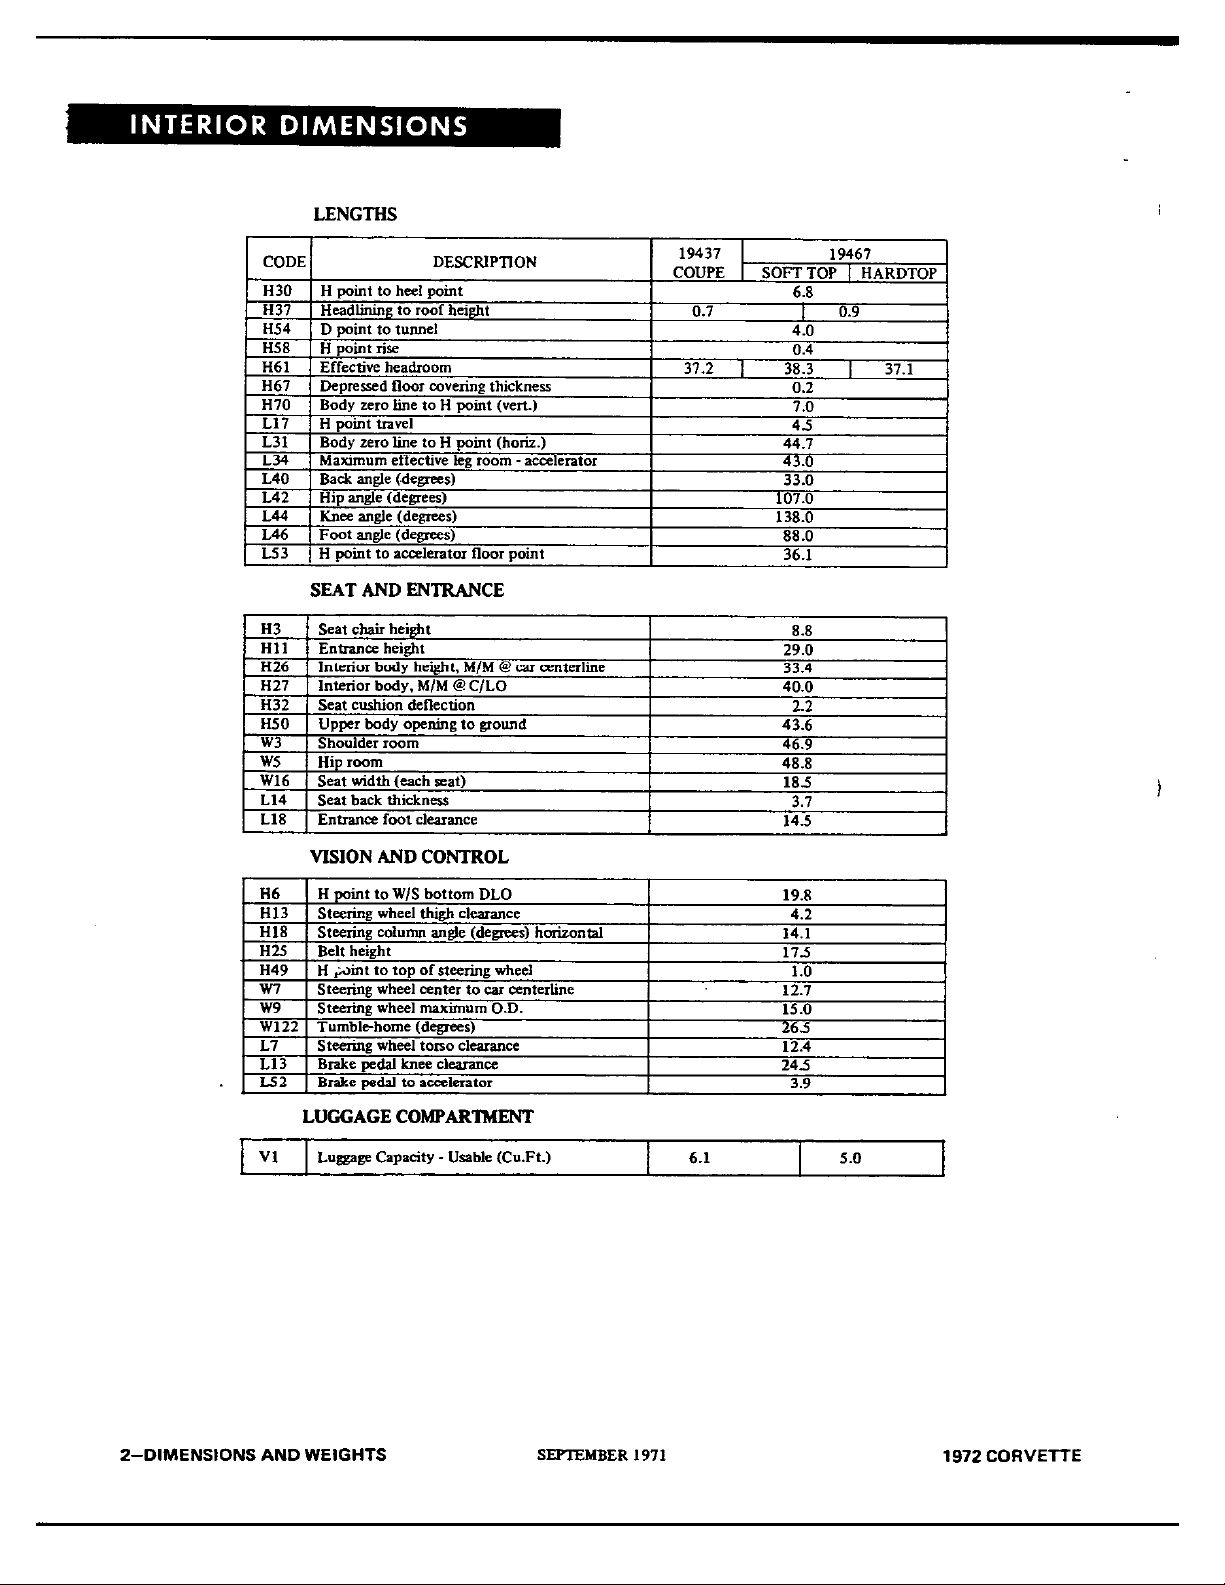 INTERIOR DIMENSIONS
LENGTHS
CODE DESCRIPTION 19437 COUPE 19467 SOFT TOP HARDTOP
H30 H point to heel point 6.8
H37 Headlining to roof height 0.7 0.9
H54 D point to tunnel 4.0
H58 H point rise 0.4
H61 Effective headroom 37.2 38.3 37.1
H67 Depressed floor covering thickness 0.2
H70 Body zero line to H point (vert.) 7.0
L17 H point travel 4.5
L31 Body zero line to H point (horiz.) 44.7
L34 Maximum effective leg room - accelerator 43.0
L40 Back angle (degrees) 33.0
L42 Hip angle (degrees) 107.0
L44 Knee angle (degrees) 138.0
L46 Foot angle (degrees) 88.0
L53 H point to accelerator floor point 36.1
SEAT AND ENTRANCE
H3 Seat chair height 8.8
H11 Entrance height 29.0
H26 Interior body height, M/M @ car centerline 33.4
H27 Interior body, M/M @ C/LO 40.0
H32 Seat cushion deflection 2.2
H50 Upper body opening to ground 43.6
W3 Shoulder room 46.9
W5 Hip room 48.8
W16 Seat width (each seat) 18.5
L14 Seat back thickness 3.7
L18 Entrance foot clearance 14.5
VISION AND CONTROL
H6 H point to W/S bottom DLO 19.8
H13 Steering wheel thigh clearance 4.2
H18 Steering column angle (degrees) horizontal 14.1
H25 Belt height 17.5
H49 H point to top of steering wheel 1.0
W7 Steering wheel center to car centerline 12.7
W9 Steering wheel maximum O.D. 15.0
W122 Tumble-home (degrees) 26.5
L7 Steering wheel torso clearance 12.4
L13 Brake pedal knee clearance 24.5
L52 Brake pedal to accelerator 3.9
LUGGAGE COMPARTMENT
V1 Luggage Capacity - Usable (Cu.Ft.) 6.1 5.0
2—DIMENSIONS AND WEIGHTS SEPTEMBER 1971 1972 CORVETTE